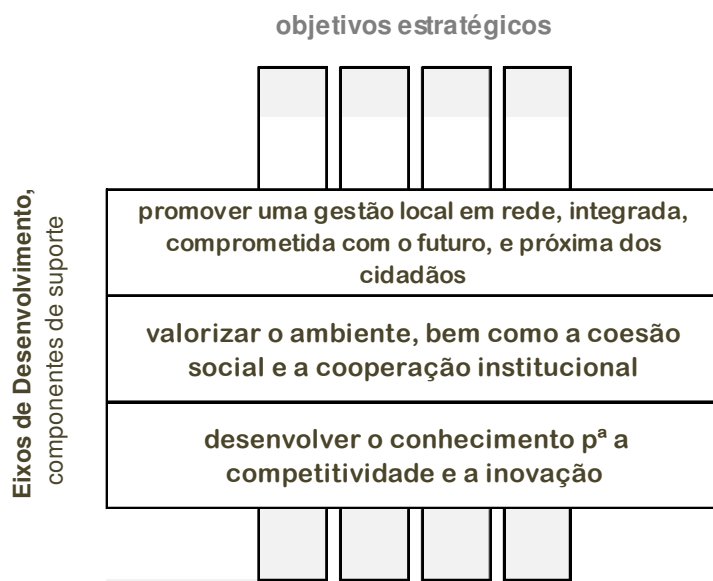 objetivos estratégicos
Eixos de Desenvolvimento,
componentes de suporte
promover uma gestão local em rede, integrada,
comprometida com o futuro, e próxima dos
cidadãos
valorizar o ambiente, bem como a coesão
social e a cooperação institucional
desenvolver o conhecimento pª a
competitividade e a inovação